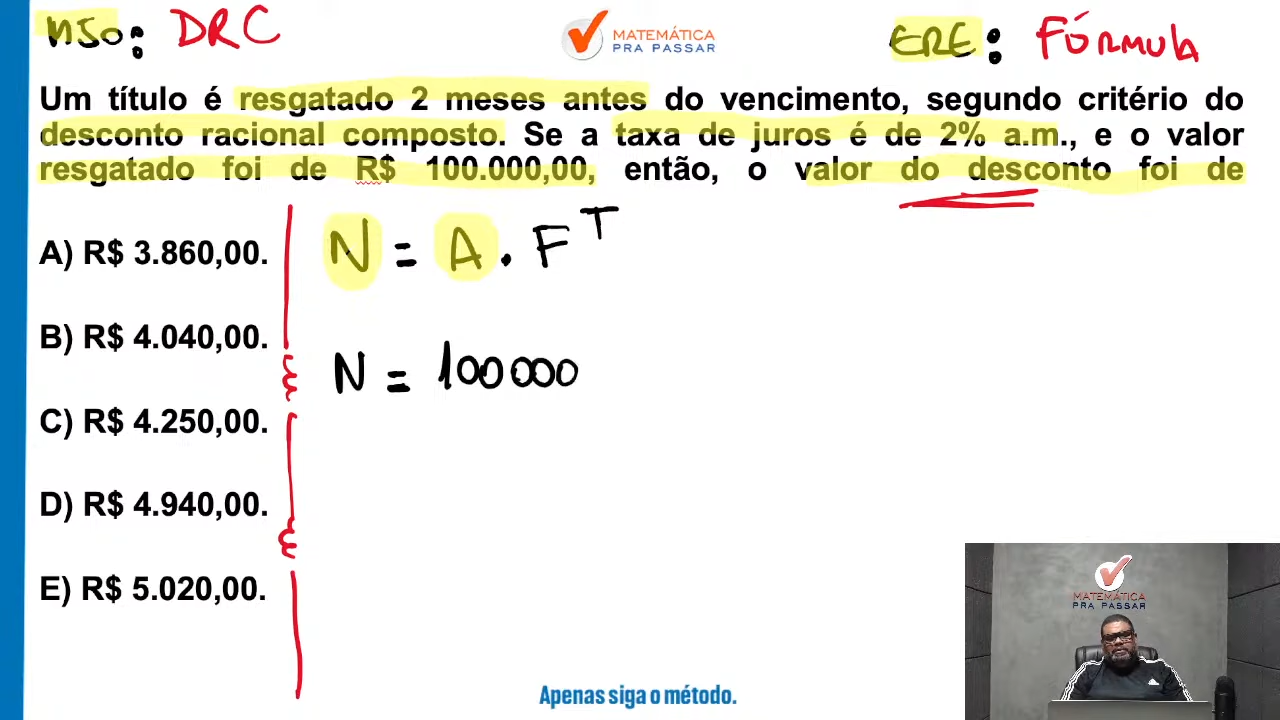 MSO: DRC
MATEMÁTICA
PRA PASSAR
ERE: FÓRMULA
Um título é resgatado 2 meses antes do vencimento, segundo critério do
desconto racional composto. Se a taxa de juros é de 2% a.m., e o valor
resgatado foi de R$ 100.000,00, então, o valor do desconto foi de
N = A . F^T
A) R$ 3.860,00.
B) R$ 4.040,00.
N = 100000
C) R$ 4.250,00.
D) R$ 4.940,00.
E) R$ 5.020,00.
MATEMÁTICA
PRA PASSAR
Apenas siga o método.